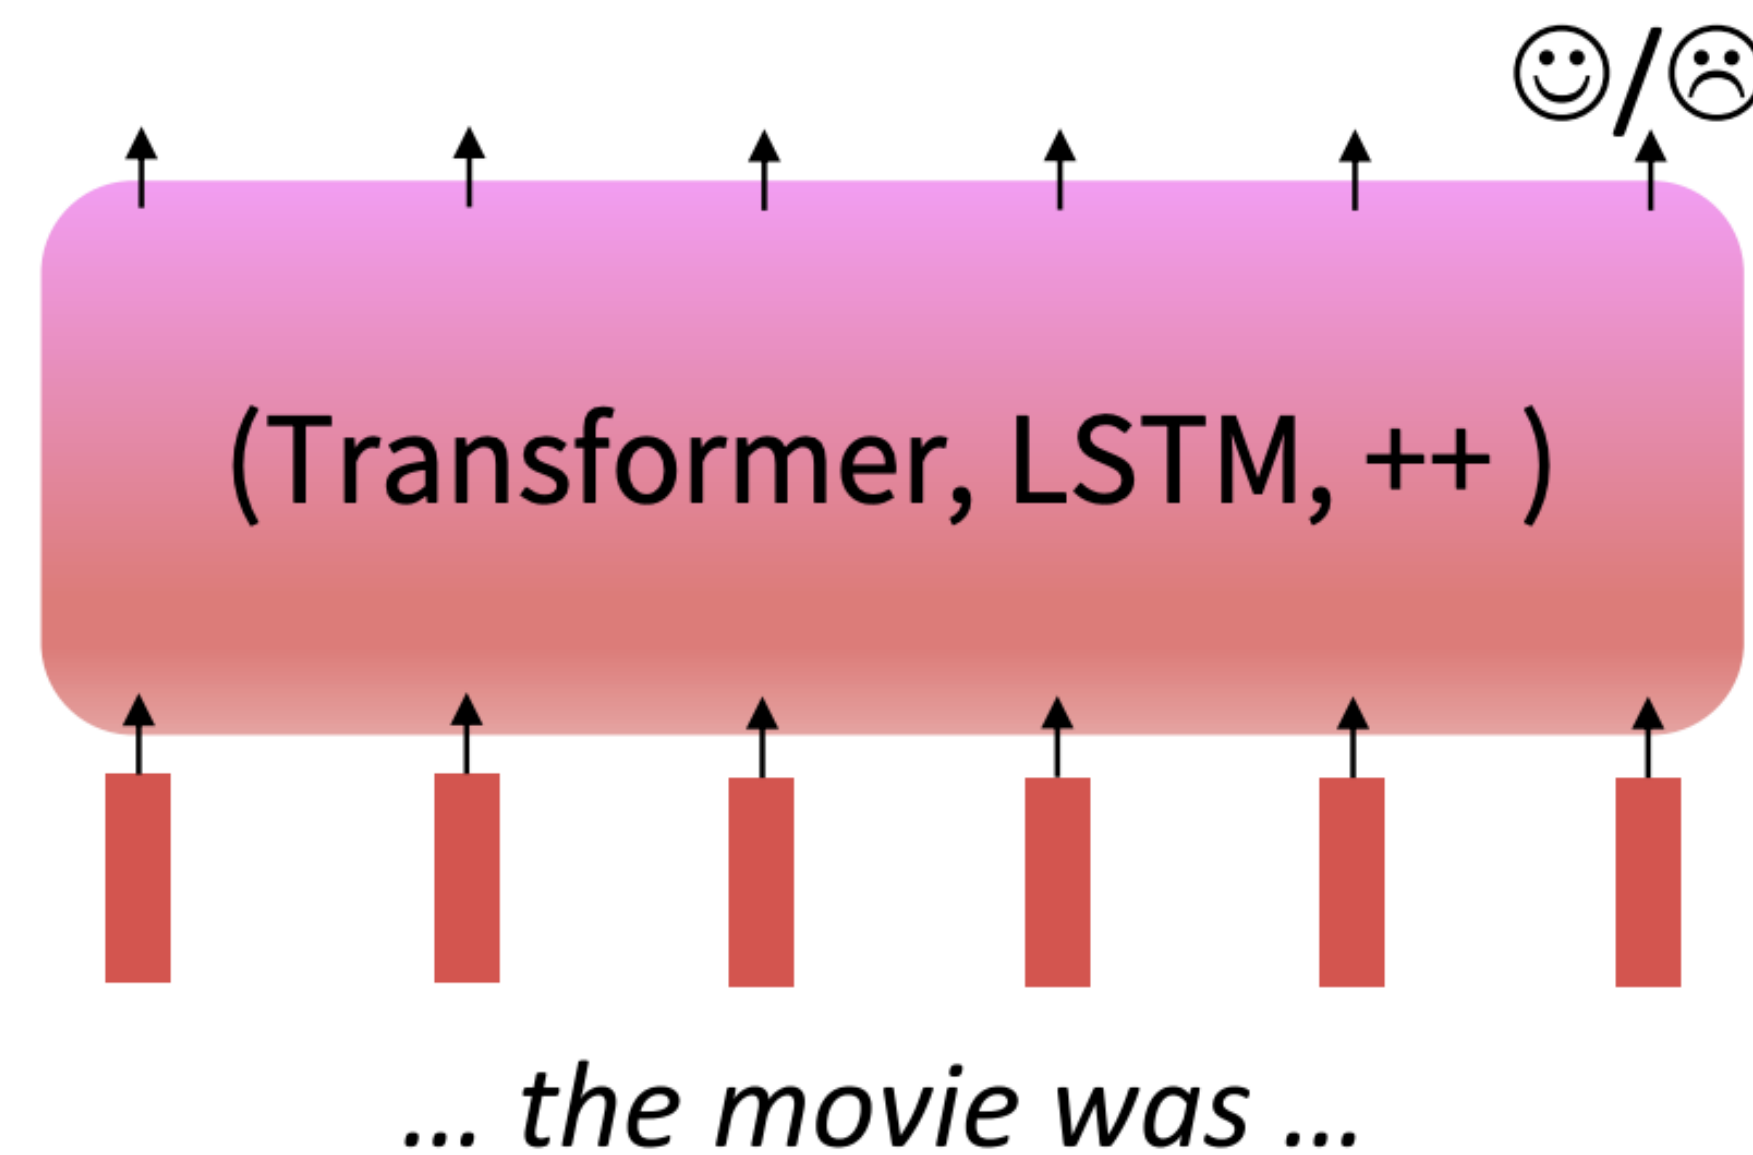 ☺/☹
(Transformer, LSTM, ++ )
... the movie was ...